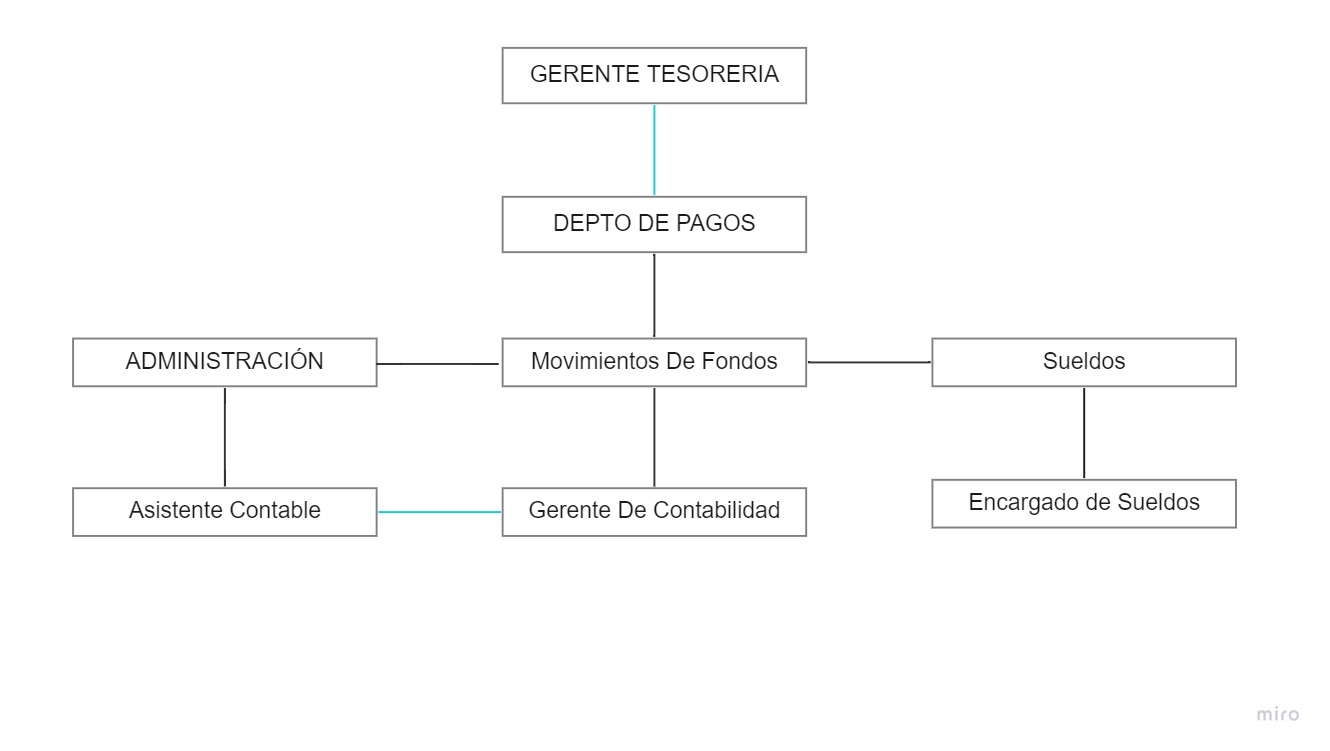 GERENTE TESORERIA
DEPTO DE PAGOS
ADMINISTRACIÓN
Movimientos De Fondos
Sueldos
Asistente Contable
Gerente De Contabilidad
Encargado de Sueldos
miro